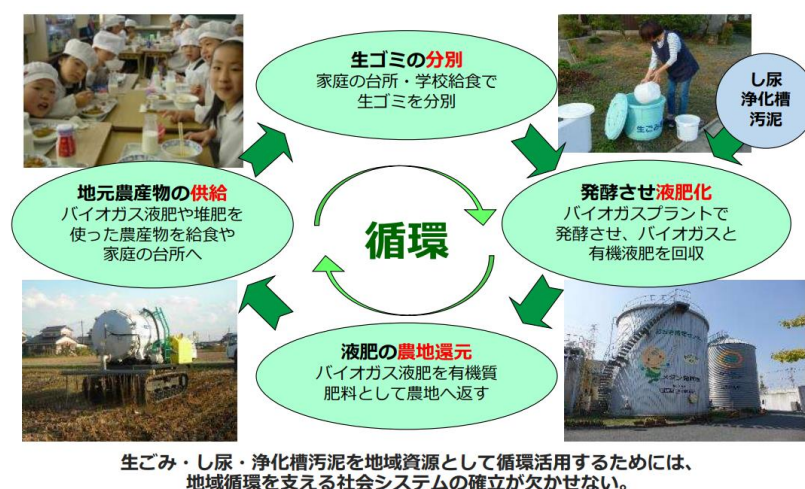 生ゴミの分別
家庭の台所・学校給食で
生ゴミを分別
し尿
浄化槽
汚泥
生ごみ
地元農産物の供給
バイオガス液肥や堆肥を
使った農産物を給食や
家庭の台所へ
循環
発酵させ液肥化
バイオガスプラントで
発酵させ、バイオガスと
有機液肥を回収
液肥の農地還元
バイオガス液肥を有機質
肥料として農地へ返す
生ごみ・し尿・浄化槽汚泥を地域資源として循環活用するためには、
地域循環を支える社会システムの確立が欠かせない。